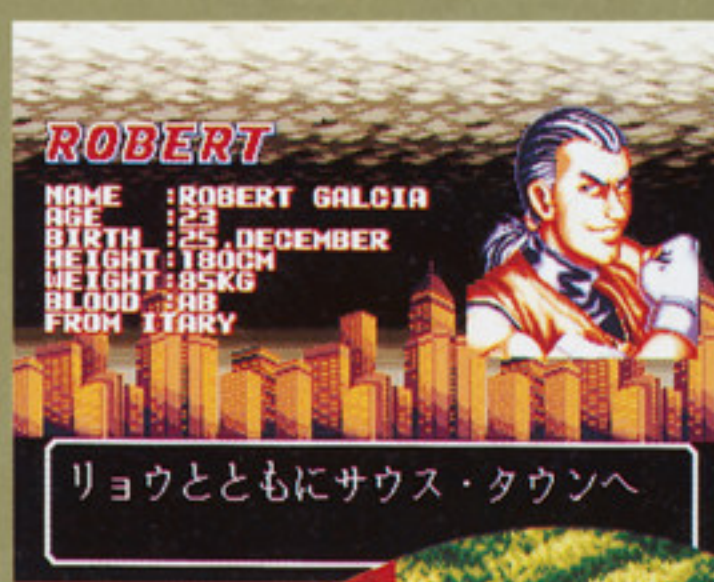 ROBERT
NAME :ROBERT GALCIA
AGE :23
BIRTH :25.DECEMBER
HEIGHT:180CM
WEIGHT:85KG
BLOOD :AB
FROM ITARY
リョウとともにサウス・タウンへ